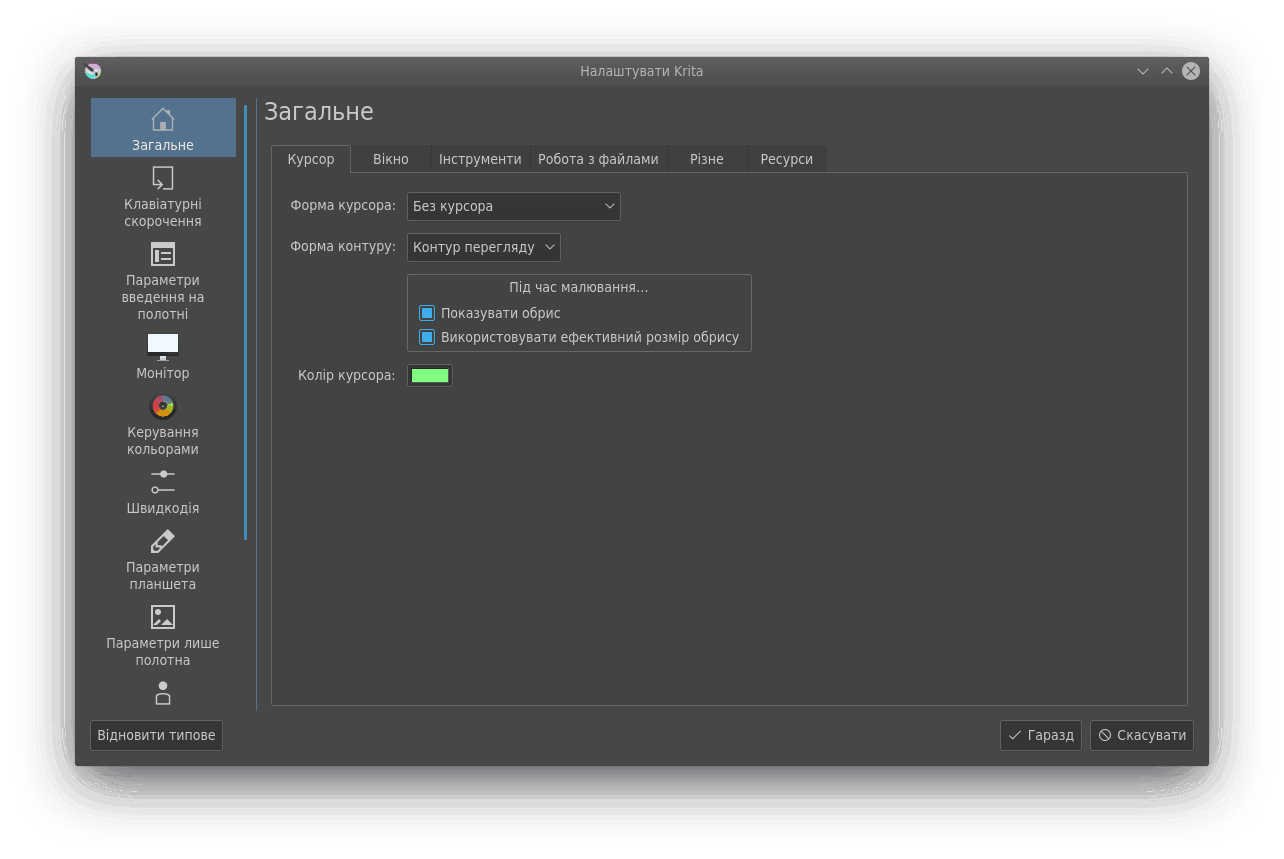 Налаштувати Krita
Загальне
Клавіатурні
скорочення
Параметри
введення на
полотні
Монітор
Керування
кольорами
Швидкодія
Параметри
планшета
Параметри лише
полотна
Загальне
Курсор Вікно Інструменти Робота з файлами Різне Ресурси
Форма курсора: Без курсора
Форма контуру: Контур перегляду
Під час малювання…
Показувати обрис
Використовувати ефективний розмір обрису
Колір курсора:
Відновити типове Гаразд Скасувати